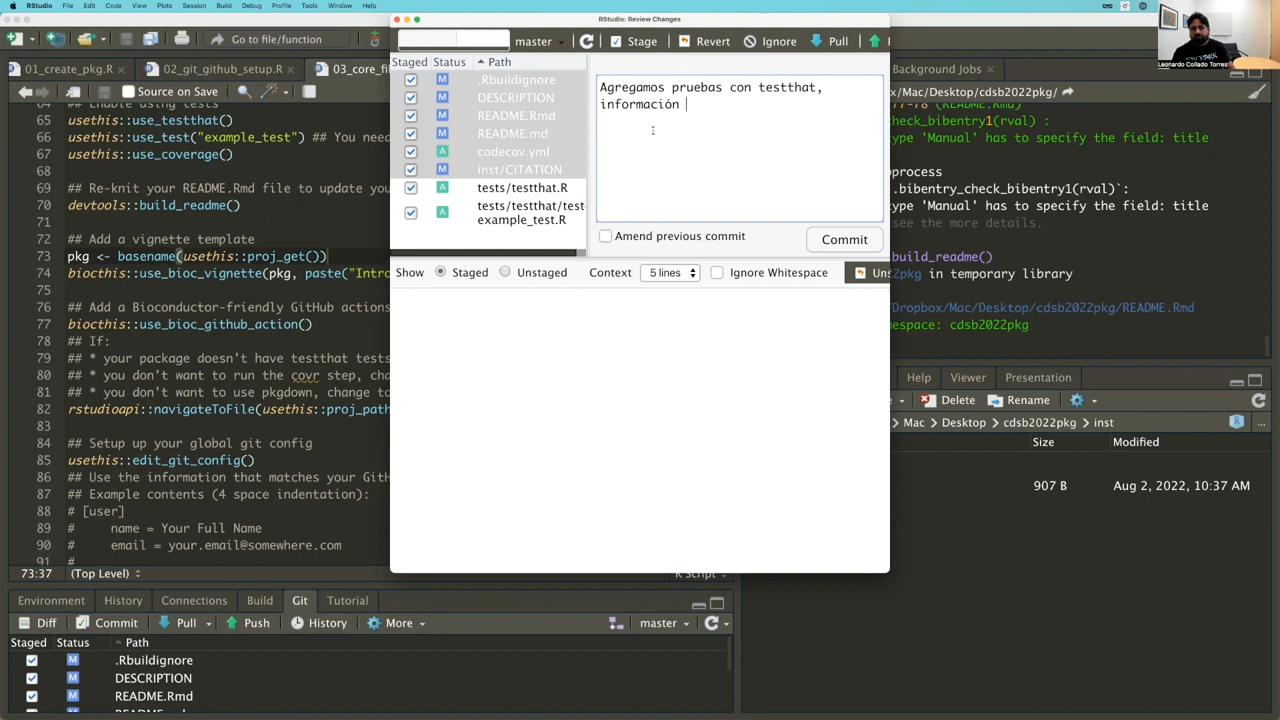 RStudio File Edit Code View Plots Session Build Debug Profile Tools Window Help
RStudio: Review Changes
Go to file/function
master Stage Revert Ignore Pull
01_create_pkg.R 02_git_github_setup.R 03_core_fil
Background Jobs
Leonardo Collado Torres
Source on Save
Staged Status Path
.Rbuildignore
DESCRIPTION
README.Rmd
README.md
codecov.yml
inst/CITATION
tests/testthat.R
tests/testthat/test-
example_test.R
Agregamos pruebas con testthat,
información
Amend previous commit
Commit
Show Staged Unstaged Context 5 lines Ignore Whitespace Uns
64 ## Enable using tests
65 usethis::use_testthat()
66 usethis::use_test("example_test") ## You need
67 usethis::use_coverage()
68
69 ## Re-knit your README.Rmd file to update you
70 devtools::build_readme()
71
72 ## Add a vignette template
73 pkg <- basename(usethis::proj_get())
74 biocthis::use_bioc_vignette(pkg, paste("Intro
75
76 ## Add a Bioconductor-friendly GitHub actions
77 biocthis::use_bioc_github_action()
78 ## If:
79 ## * your package doesn't have testthat tests
80 ## * you don't want to run the covr step, cha
81 ## * you don't want to use pkgdown, change to
82 rstudioapi::navigateToFile(usethis::proj_path
83
84 ## Setup up your global git config
85 usethis::edit_git_config()
86 ## Use the information that matches your GitH
87 ## Example contents (4 space indentation):
88 # [user]
89 # name = Your Full Name
90 # email = your.email@somewhere.com
91 #
73:37 (Top Level) R Script
x/Mac/Desktop/cdsb2022pkg/
77-78 (README.Rmd)
check_bibentry1(rval) :
type 'Manual' has to specify the field: title
process
.bibentry_check_bibentry1(rval)`:
type 'Manual' has to specify the field: title
see the more details.
build_readme()
2pkg in temporary library
Dropbox/Mac/Desktop/cdsb2022pkg/README.Rmd
mespace: cdsb2022pkg
Help Viewer Presentation
Delete Rename
Mac Desktop cdsb2022pkg inst
Size Modified
907 B Aug 2, 2022, 10:37 AM
Environment History Connections Build Git Tutorial
Diff Commit Pull Push History More master
Staged Status Path
.Rbuildignore
DESCRIPTION
README.Rmd